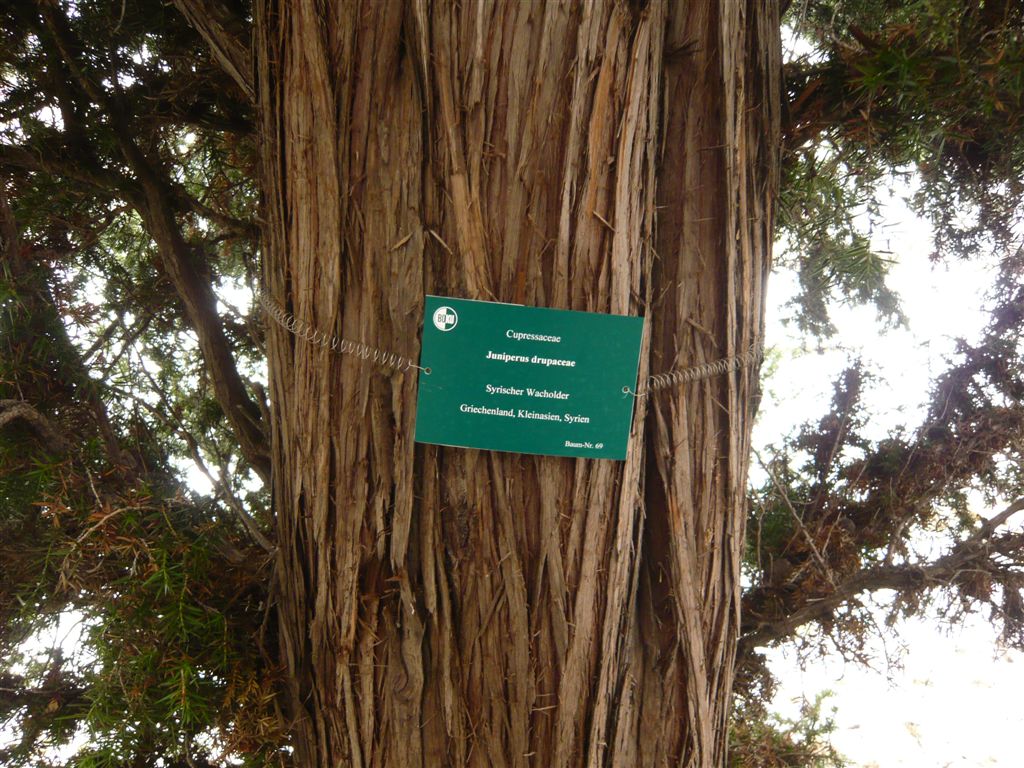 Cupressaceae
Juniperus drupaceae
Syrischer Wacholder
Griechenland, Kleinasien, Syrien
Baum-Nr. 69